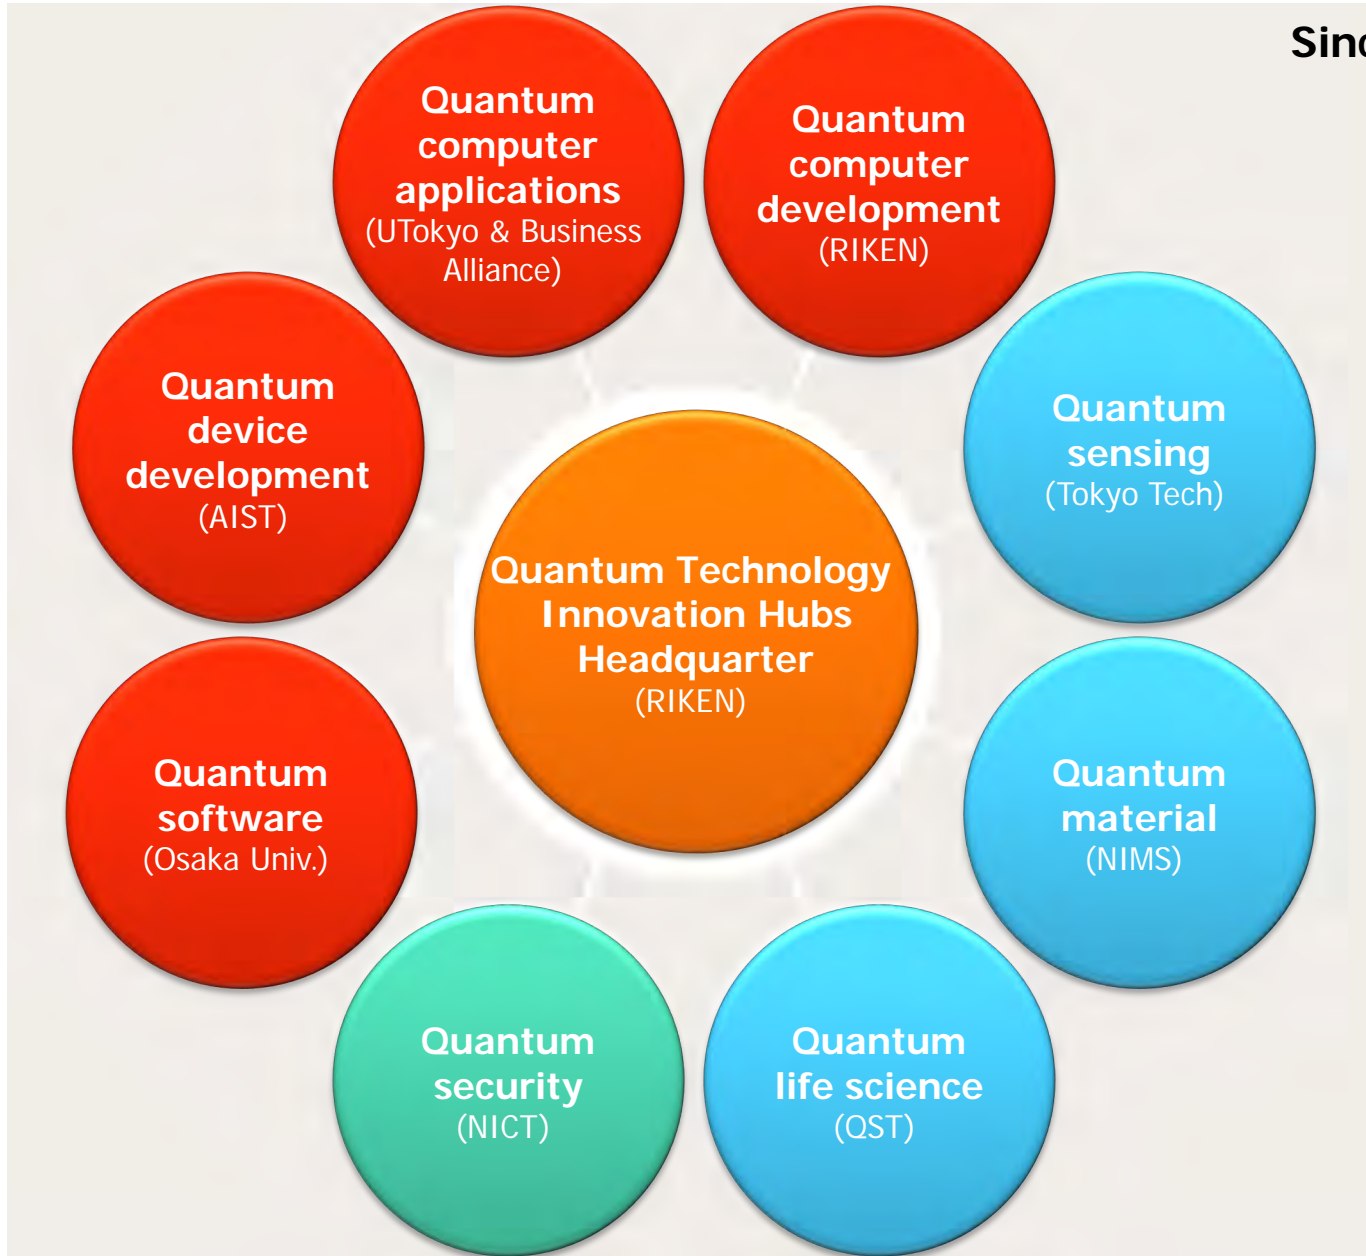 Quantum
computer
applications
(UTokyo & Business
Alliance)
Quantum
computer
development
(RIKEN)
Quantum
device
development
(AIST)
Quantum
sensing
(Tokyo Tech)
Quantum Technology
Innovation Hubs
Headquarter
(RIKEN)
Quantum
software
(Osaka Univ.)
Quantum
material
(NIMS)
Quantum
security
(NICT)
Quantum
life science
(QST)